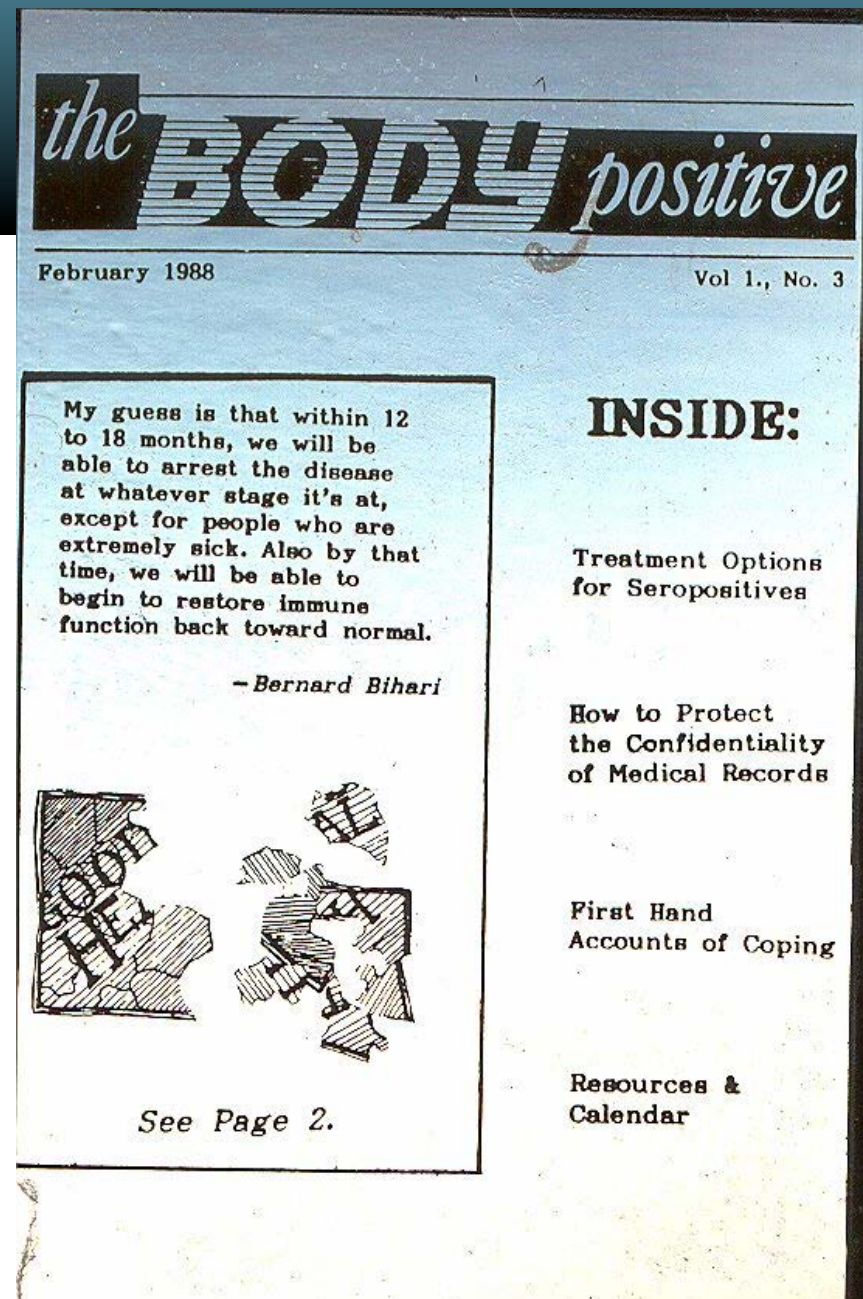 the BODY positive
February 1988
Vol 1., No. 3
My guess is that within 12
to 18 months, we will be
able to arrest the disease
at whatever stage it's at,
except for people who are
extremely sick. Also by that
time, we will be able to
begin to restore immune
function back toward normal.
- Bernard Bihari
GOOD
HE
AL
See Page 2.
INSIDE:
Treatment Options
for Seropositives
How to Protect
the Confidentiality
of Medical Records
First Hand
Accounts of Coping
Resources &
Calendar